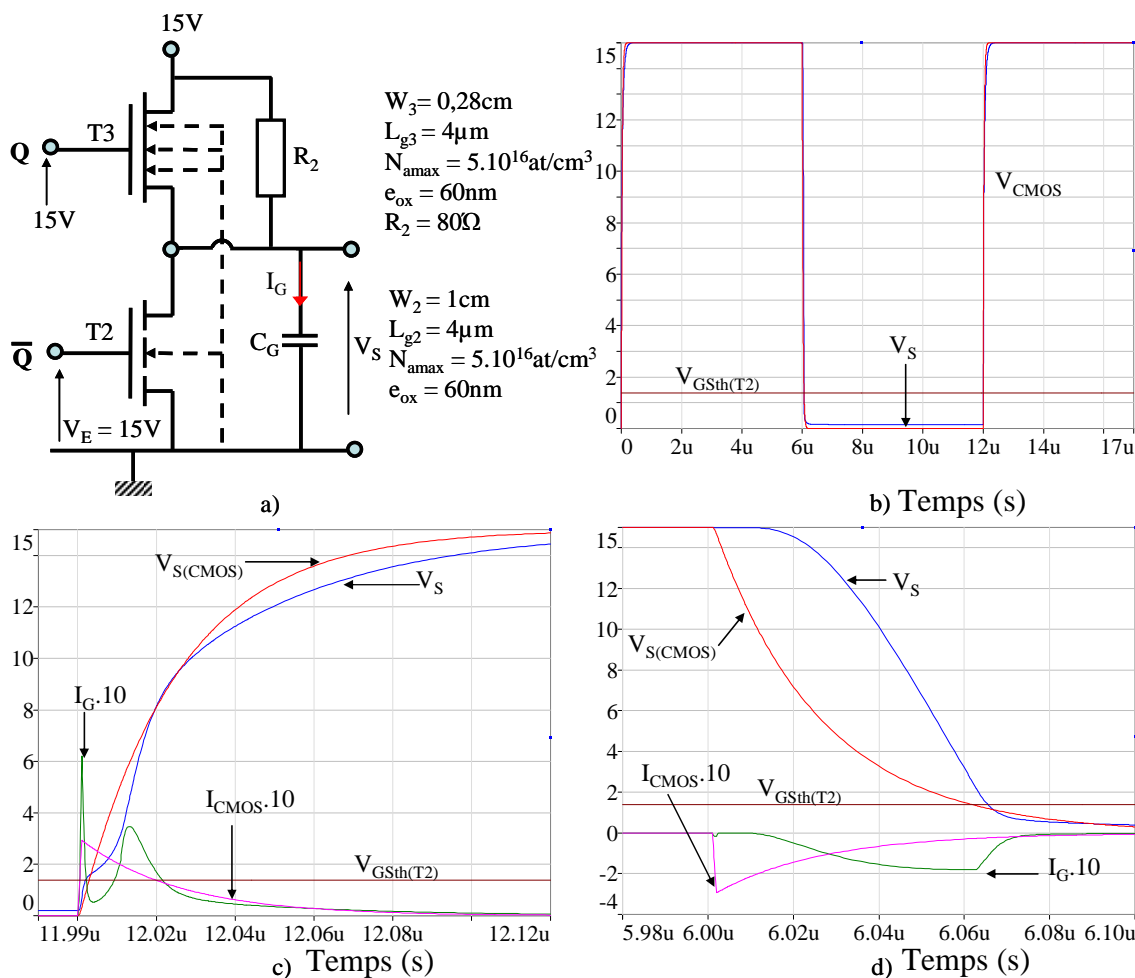 15V
T3
Q
15V
R2
W3= 0,28cm
Lg3 = 4µm
Namax = 5.10^16at/cm^3
eox = 60nm
R2 = 80Ω
IG
CG
VS
T2
Q̅
VE = 15V
W2 = 1cm
Lg2 = 4µm
Namax = 5.10^16at/cm^3
eox = 60nm
a)
15
12
10
8
6
4
2
0
VCMOS
VS
VGSth(T2)
0 2u 4u 6u 8u 10u 12u 14u 17u
b) Temps (s)
15
12
10
8
6
4
2
0
VS(CMOS)
VS
IG.10
ICMOS.10
VGSth(T2)
11.99u 12.02u 12.04u 12.06u 12.08u 12.12u
c) Temps (s)
15
12
10
8
6
4
2
0
-2
-4
VS
VS(CMOS)
ICMOS.10
VGSth(T2)
IG.10
5.98u 6.00u 6.02u 6.04u 6.06u 6.08u 6.10u
d) Temps (s)